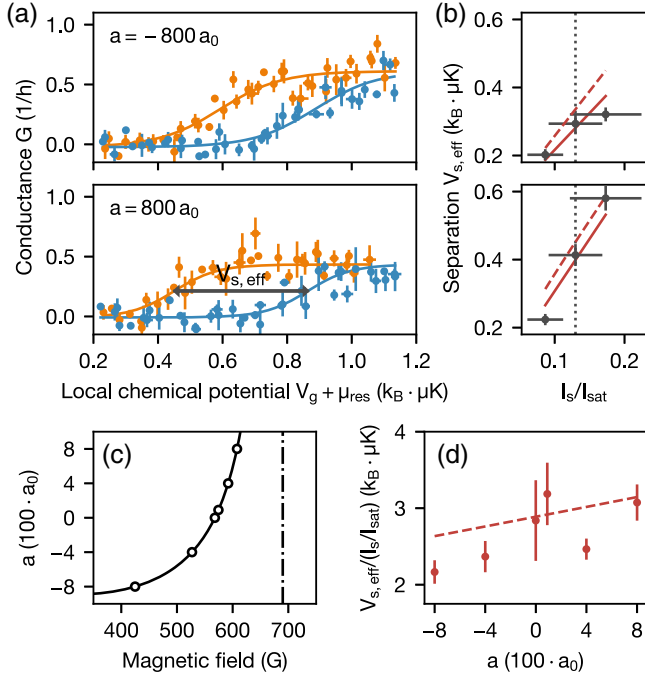 (a)
a = − 800 a₀
1.0
0.5
0.0
a = 800 a₀
1.0
0.5
0.0
V_s, eff
Conductance G (1/h)
0.2 0.4 0.6 0.8 1.0 1.2
Local chemical potential V_g + μ_res (k_B · μK)
(b)
0.6
0.4
0.2
0.6
0.4
0.2
Separation V_s, eff (k_B · μK)
0.1 0.2
I_s/I_sat
(c)
8
4
0
−4
−8
a (100 · a₀)
400 500 600 700
Magnetic field (G)
(d)
4
3
2
V_s, eff/(I_s/I_sat) (k_B · μK)
−8 −4 0 4 8
a (100 · a₀)